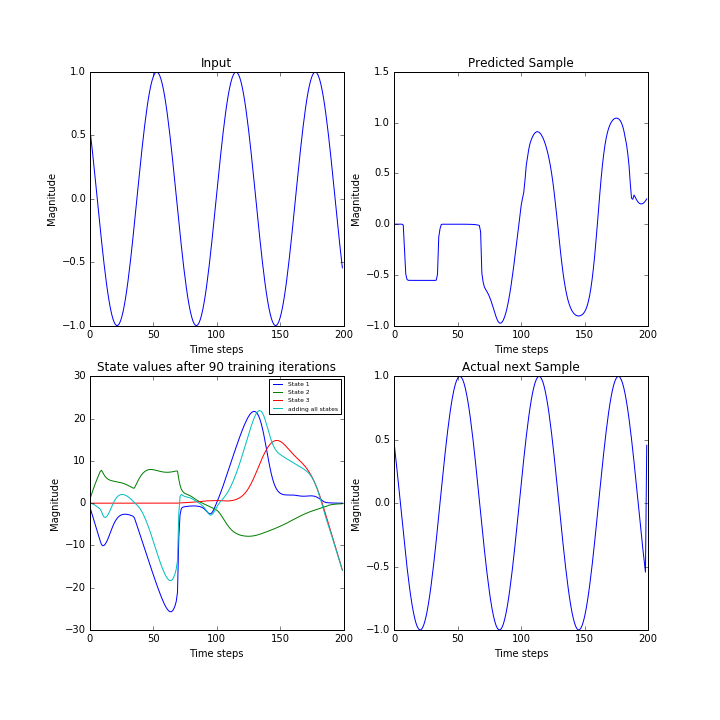 Input
Predicted Sample
1.0
0.5
0.0
−0.5
−1.0
Magnitude
0
50
100
150
200
Time steps
1.5
1.0
0.5
0.0
−0.5
−1.0
Magnitude
0
50
100
150
200
Time steps
State values after 90 training iterations
Actual next Sample
30
20
10
0
−10
−20
−30
Magnitude
State 1
State 2
State 3
adding all states
0
50
100
150
200
Time steps
1.0
0.5
0.0
−0.5
−1.0
Magnitude
0
50
100
150
200
Time steps